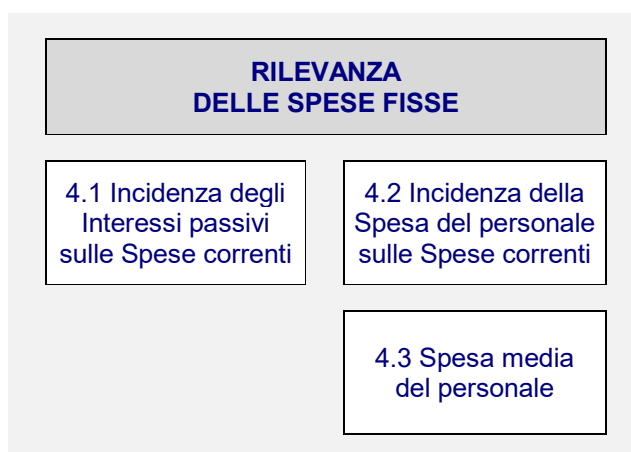 RILEVANZA
DELLE SPESE FISSE
4.1 Incidenza degli
Interessi passivi
sulle Spese correnti
4.2 Incidenza della
Spesa del personale
sulle Spese correnti
4.3 Spesa media
del personale